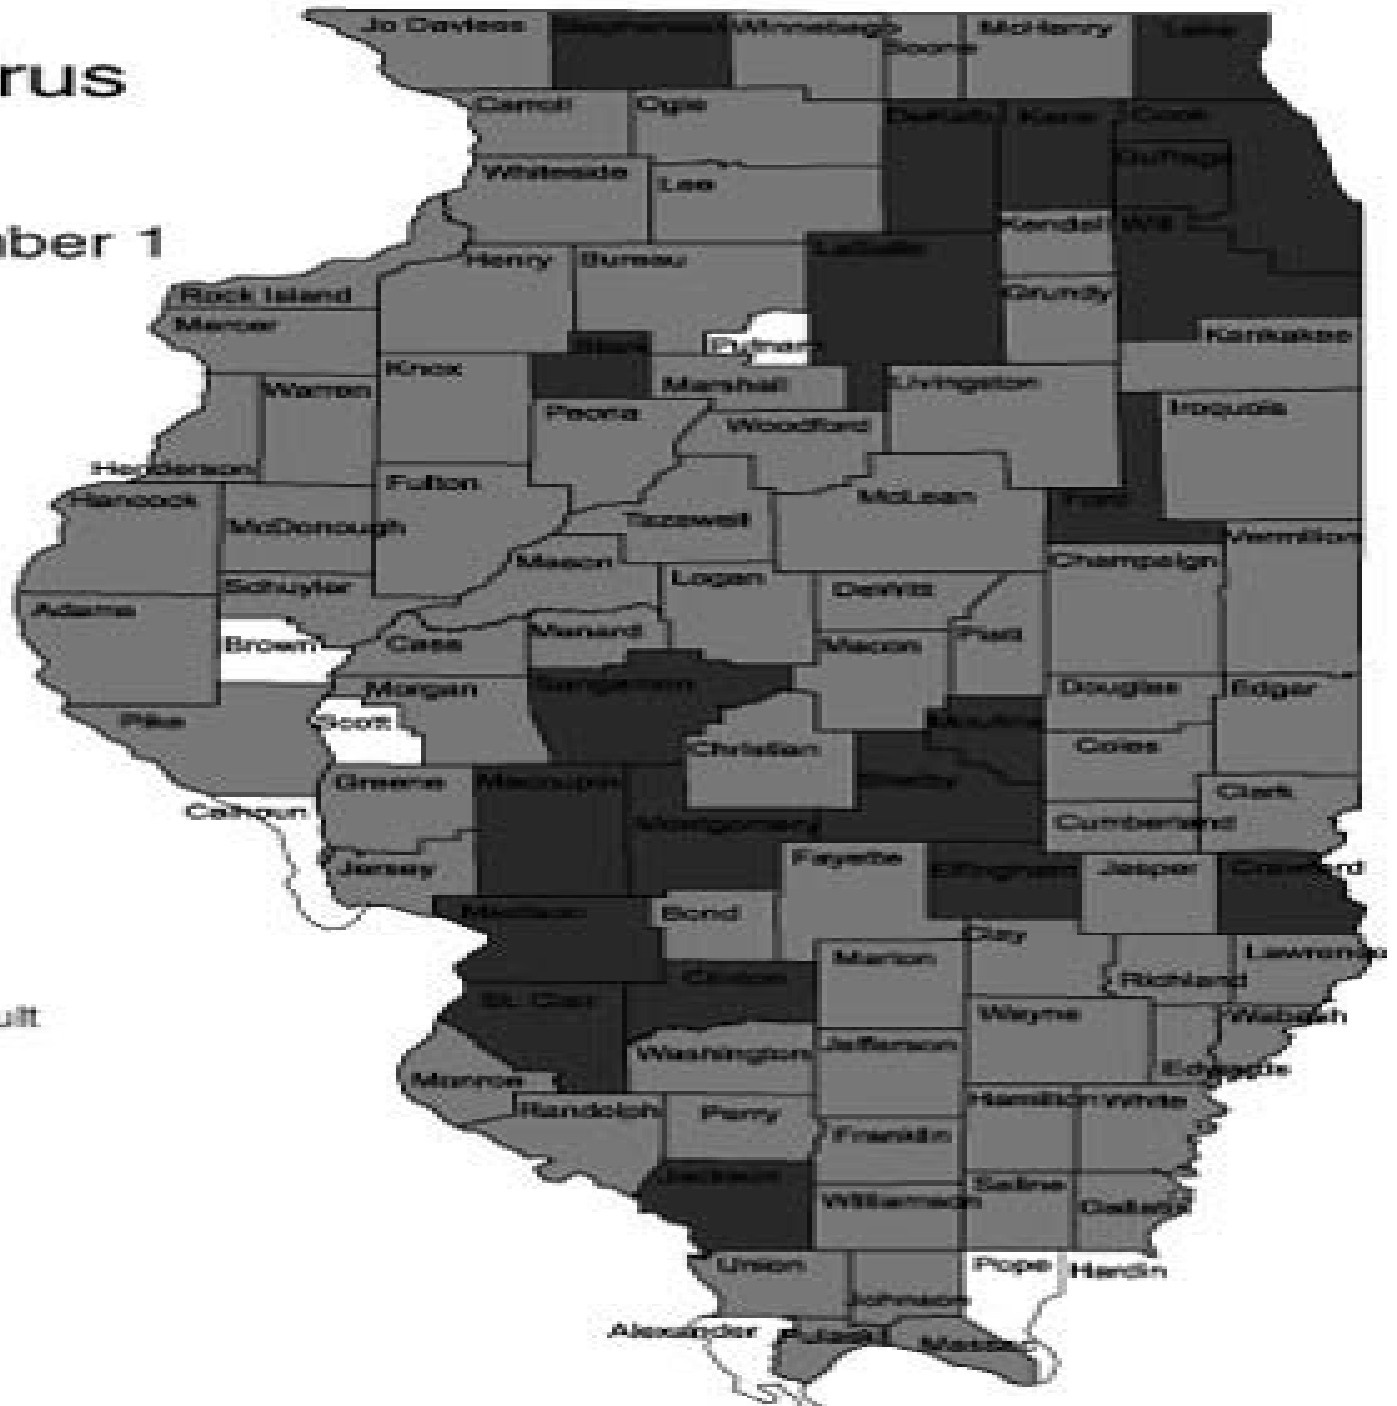 Jo Daviess Stephenson Winnebago Boone McHenry Lake
rus
Carroll Ogle DeKalb Kane Cook
DuPage
Whiteside Lee
Kendall Will
mber 1
Henry Bureau LaSalle
Rock Island Grundy
Mercer
Stark Putnam Kankakee
Knox
Warren Marshall Livingston
Peoria Iroquois
Woodford
Henderson
Fulton
Hancock McLean Ford
McDonough Tazewell
Vermilion
Mason Champaign
Schuyler Logan DeWitt
Adams
Brown Cass Menard Macon Piatt
Morgan Sangamon Douglas Edgar
Pike Scott Moultrie
Christian Coles
Greene Macoupin Shelby
Clark
Calhoun Montgomery Cumberland
Jersey Fayette Effingham Jasper Crawford
Madison Bond
Clay
Marion Lawrence
Clinton Richland
St. Clair
ult Wayne Wabash
Washington Jefferson
Monroe Edwards
Randolph Perry Hamilton White
Franklin
Jackson Saline
Williamson Gallatin
Union Pope Hardin
Johnson
Alexander Pulaski Massac